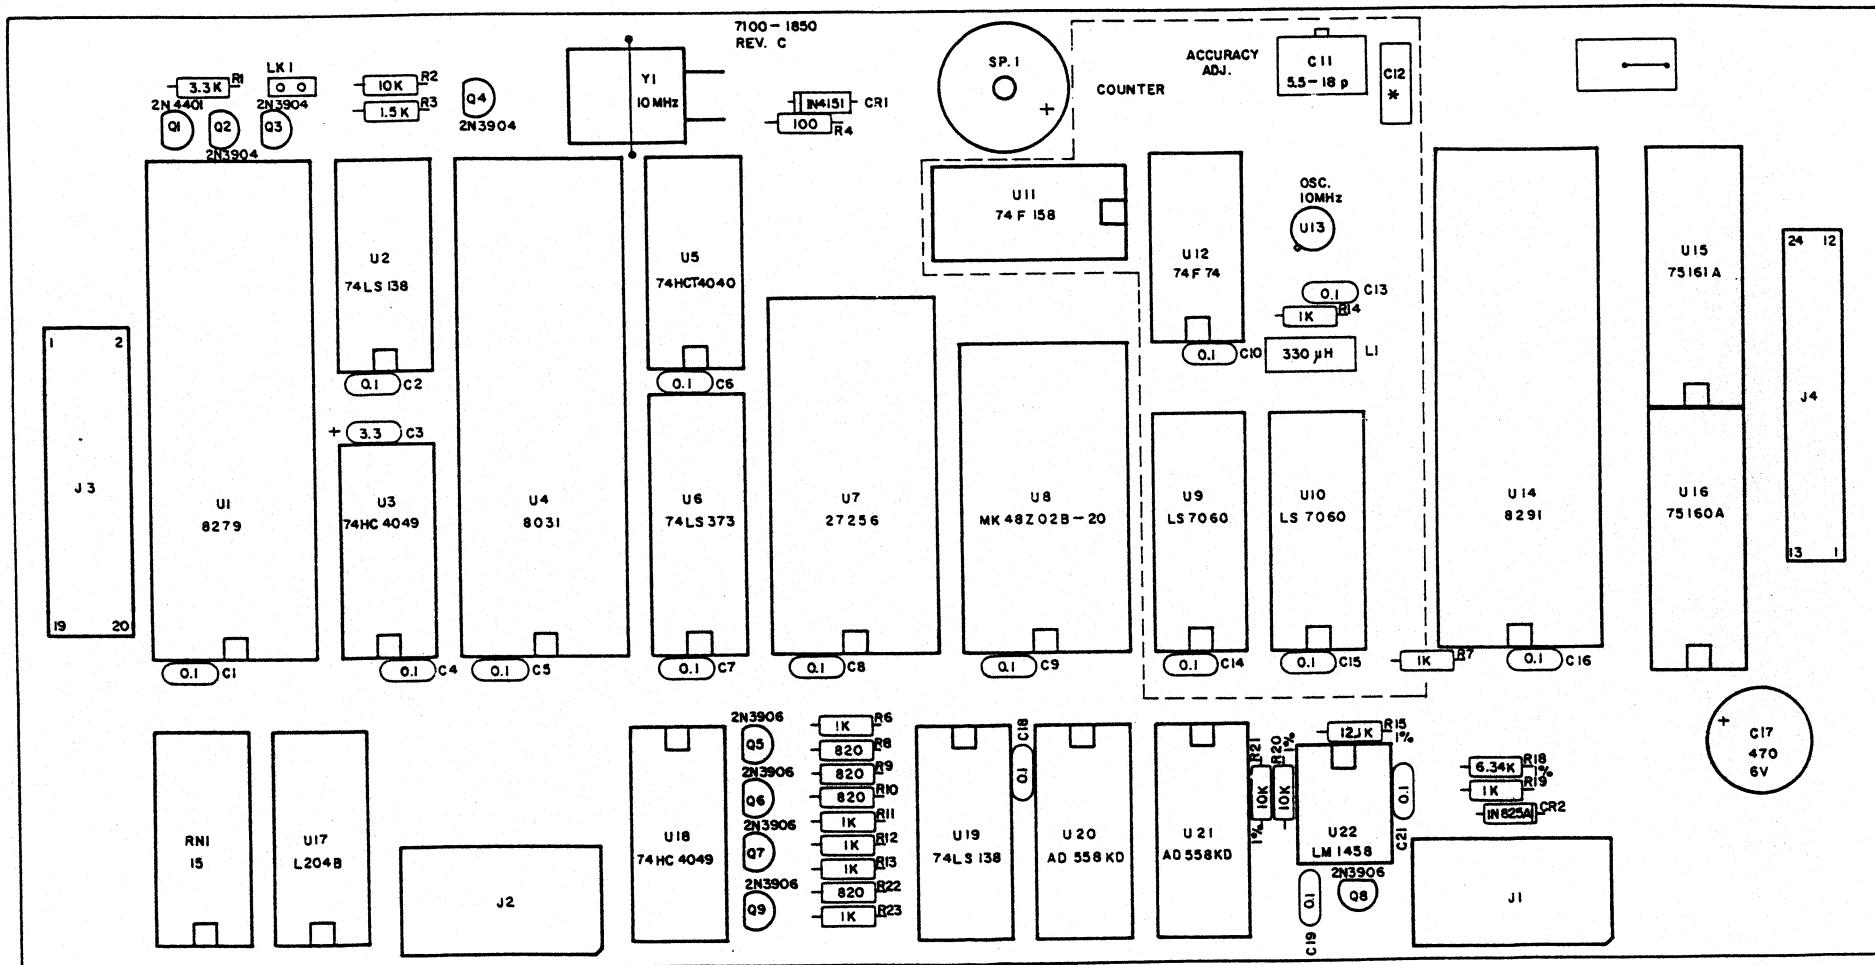 7100-1850
REV. C
R1
3.3K
LK1
R2
10K
R3
1.5K
Q4
2N3904
2N4401
Q1
Q2
2N3904
2N3904
Q3
Y1
10MHz
1N4151
CR1
100
R4
SP.1
+
COUNTER
ACCURACY
ADJ.
C11
5.5-18p
C12
*
U11
74F158
OSC.
10MHz
U13
U12
74F74
0.1
C13
R14
1K
0.1
C10
330 µH
L1
U2
74LS138
0.1
C2
+
3.3
C3
U5
74HCT4040
0.1
C6
U15
75161A
24
12
J4
13
1
1
2
J3
19
20
U1
8279
U3
74HC4049
U4
8031
U6
74LS373
U7
27256
U8
MK48Z02B-20
U9
LS7060
U10
LS7060
U14
8291
U16
75160A
0.1
C1
0.1
C4
0.1
C5
0.1
C7
0.1
C8
0.1
C9
0.1
C14
0.1
C15
1K
R7
0.1
C16
+
C17
470
6V
RN1
15
U17
L204B
J2
U18
74HC4049
2N3906
Q5
2N3906
Q6
2N3906
Q7
2N3906
Q9
1K
R6
820
R8
820
R9
820
R10
1K
R11
1K
R12
1K
R13
820
R22
1K
R23
U19
74LS138
C18
0.1
U20
AD558KD
U21
AD558KD
R21
10K
1%
R20
1%
10K
R15
1%
12.1K
U22
LM1458
0.1
C21
2N3906
Q8
0.1
C19
6.34K
R18
1%
1K
R19
1N825A
CR2
J1